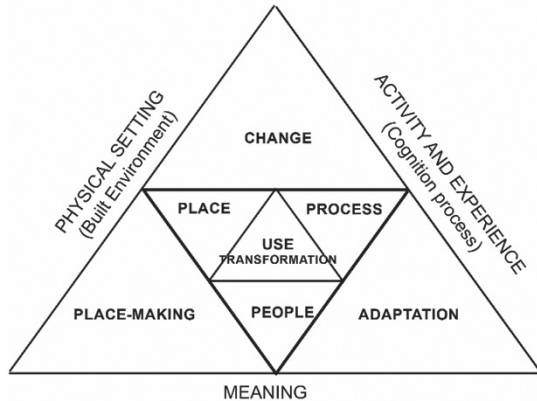 PHYSICAL SETTING
(Built Environment)
ACTIVITY AND EXPERIENCE
(Cognition process)
CHANGE
PLACE
PROCESS
USE
TRANSFORMATION
PLACE-MAKING
PEOPLE
ADAPTATION
MEANING